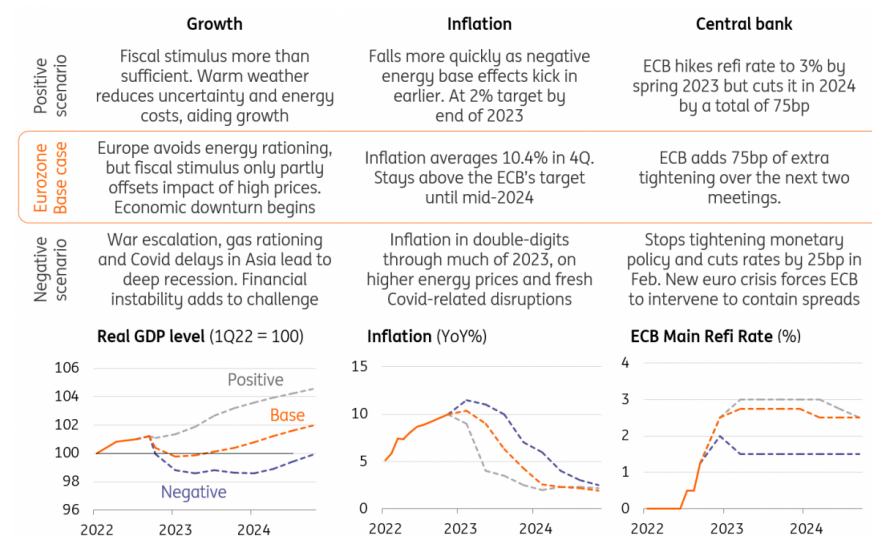 Growth
Inflation
Central bank
Positive
scenario
Fiscal stimulus more than
sufficient. Warm weather
reduces uncertainty and energy
costs, aiding growth
Falls more quickly as negative
energy base effects kick in
earlier. At 2% target by
end of 2023
ECB hikes refi rate to 3% by
spring 2023 but cuts it in 2024
by a total of 75bp
Eurozone
Base case
Europe avoids energy rationing,
but fiscal stimulus only partly
offsets impact of high prices.
Economic downturn begins
Inflation averages 10.4% in 4Q.
Stays above the ECB's target
until mid-2024
ECB adds 75bp of extra
tightening over the next two
meetings.
Negative
scenario
War escalation, gas rationing
and Covid delays in Asia lead to
deep recession. Financial
instability adds to challenge
Inflation in double-digits
through much of 2023, on
higher energy prices and fresh
Covid-related disruptions
Stops tightening monetary
policy and cuts rates by 25bp in
Feb. New euro crisis forces ECB
to intervene to contain spreads
Real GDP level (1Q22 = 100)
106
104
102
100
98
96
Positive
Base
Negative
2022
2023
2024
Inflation (YoY%)
15
10
5
0
2022
2023
2024
ECB Main Refi Rate (%)
4
3
2
1
0
2022
2023
2024